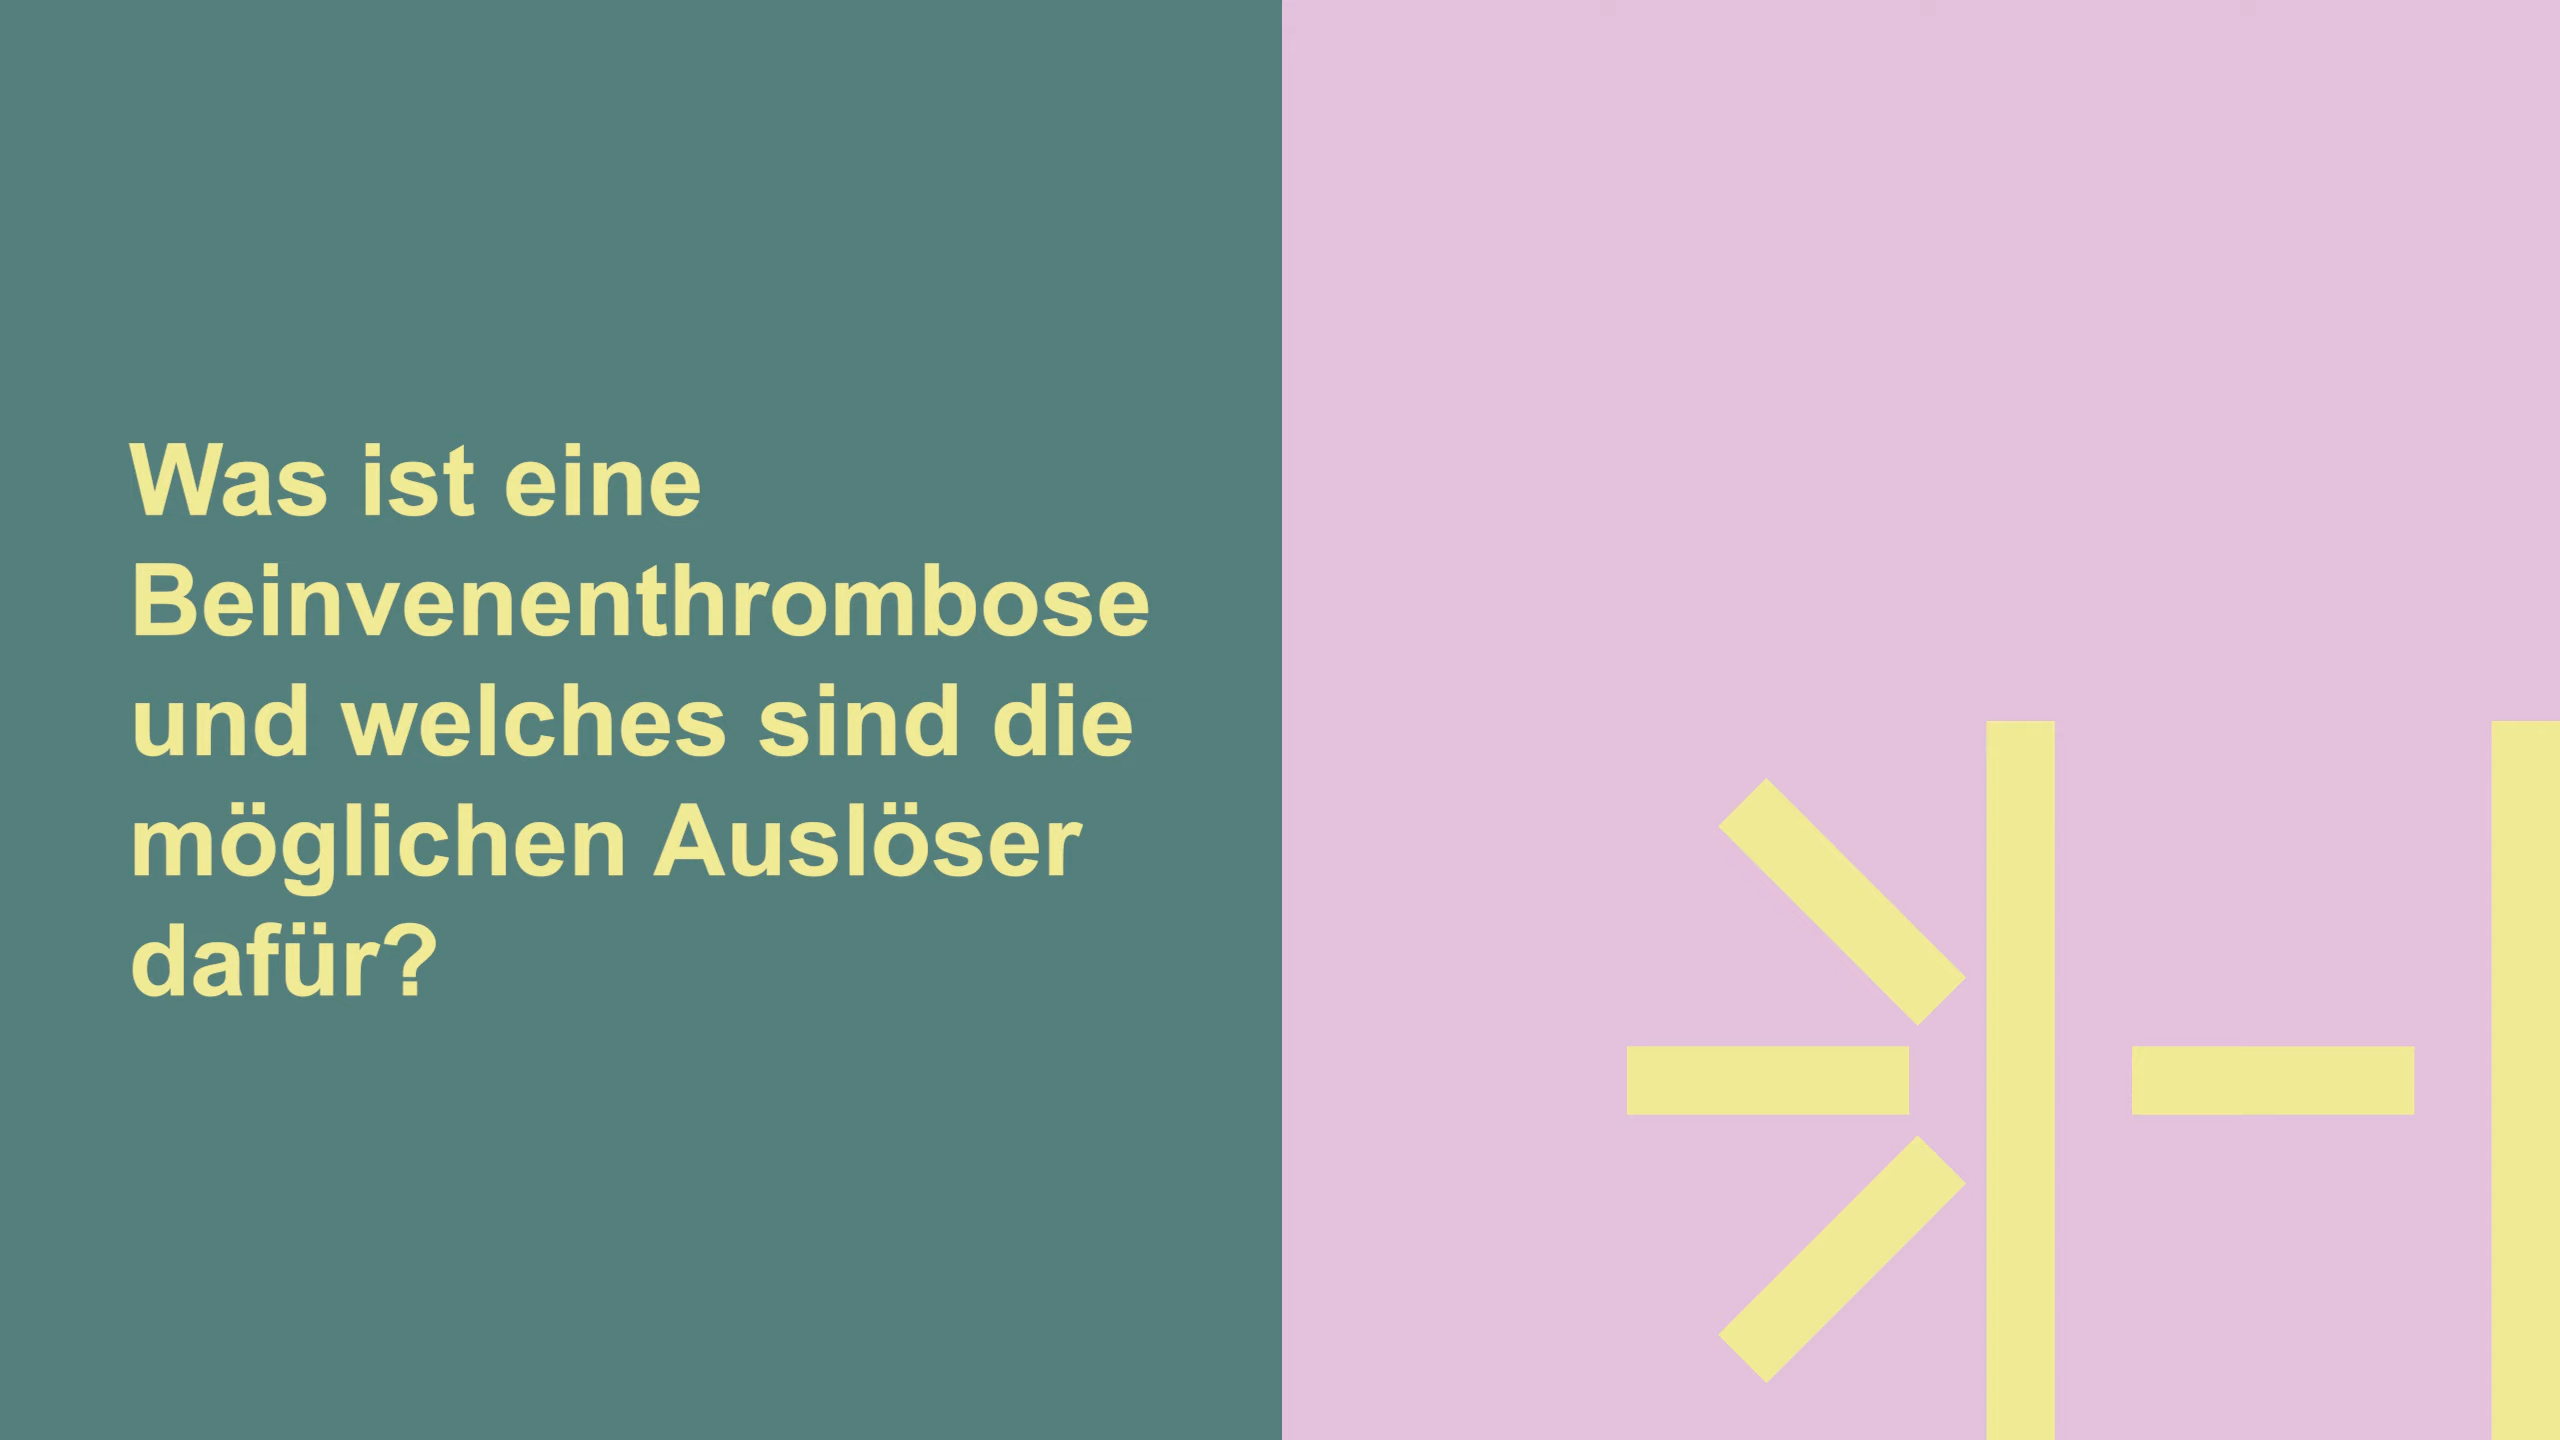 Was ist eine
Beinvenenthrombose
und welches sind die
möglichen Auslöser
dafür?